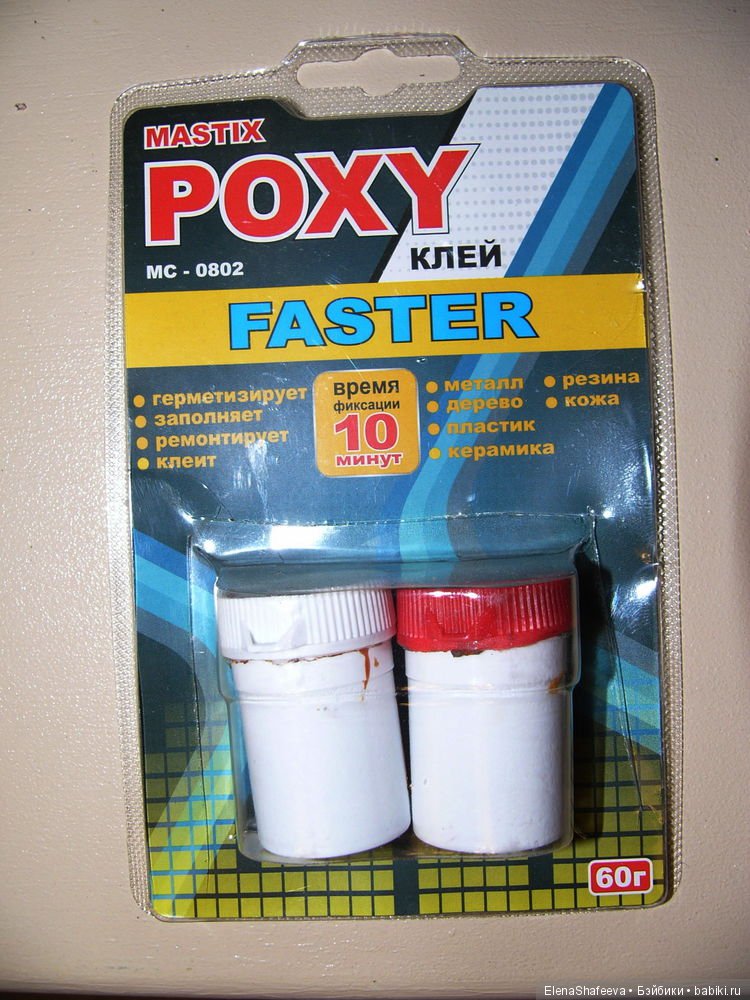 MASTIX
POXY
КЛЕЙ
МС - 0802
FASTER
герметизирует
заполняет
ремонтирует
клеит
время
фиксации
10
минут
металл
дерево
пластик
керамика
резина
кожа
60г
ElenaShafeeva • Бэйбики • babiki.ru